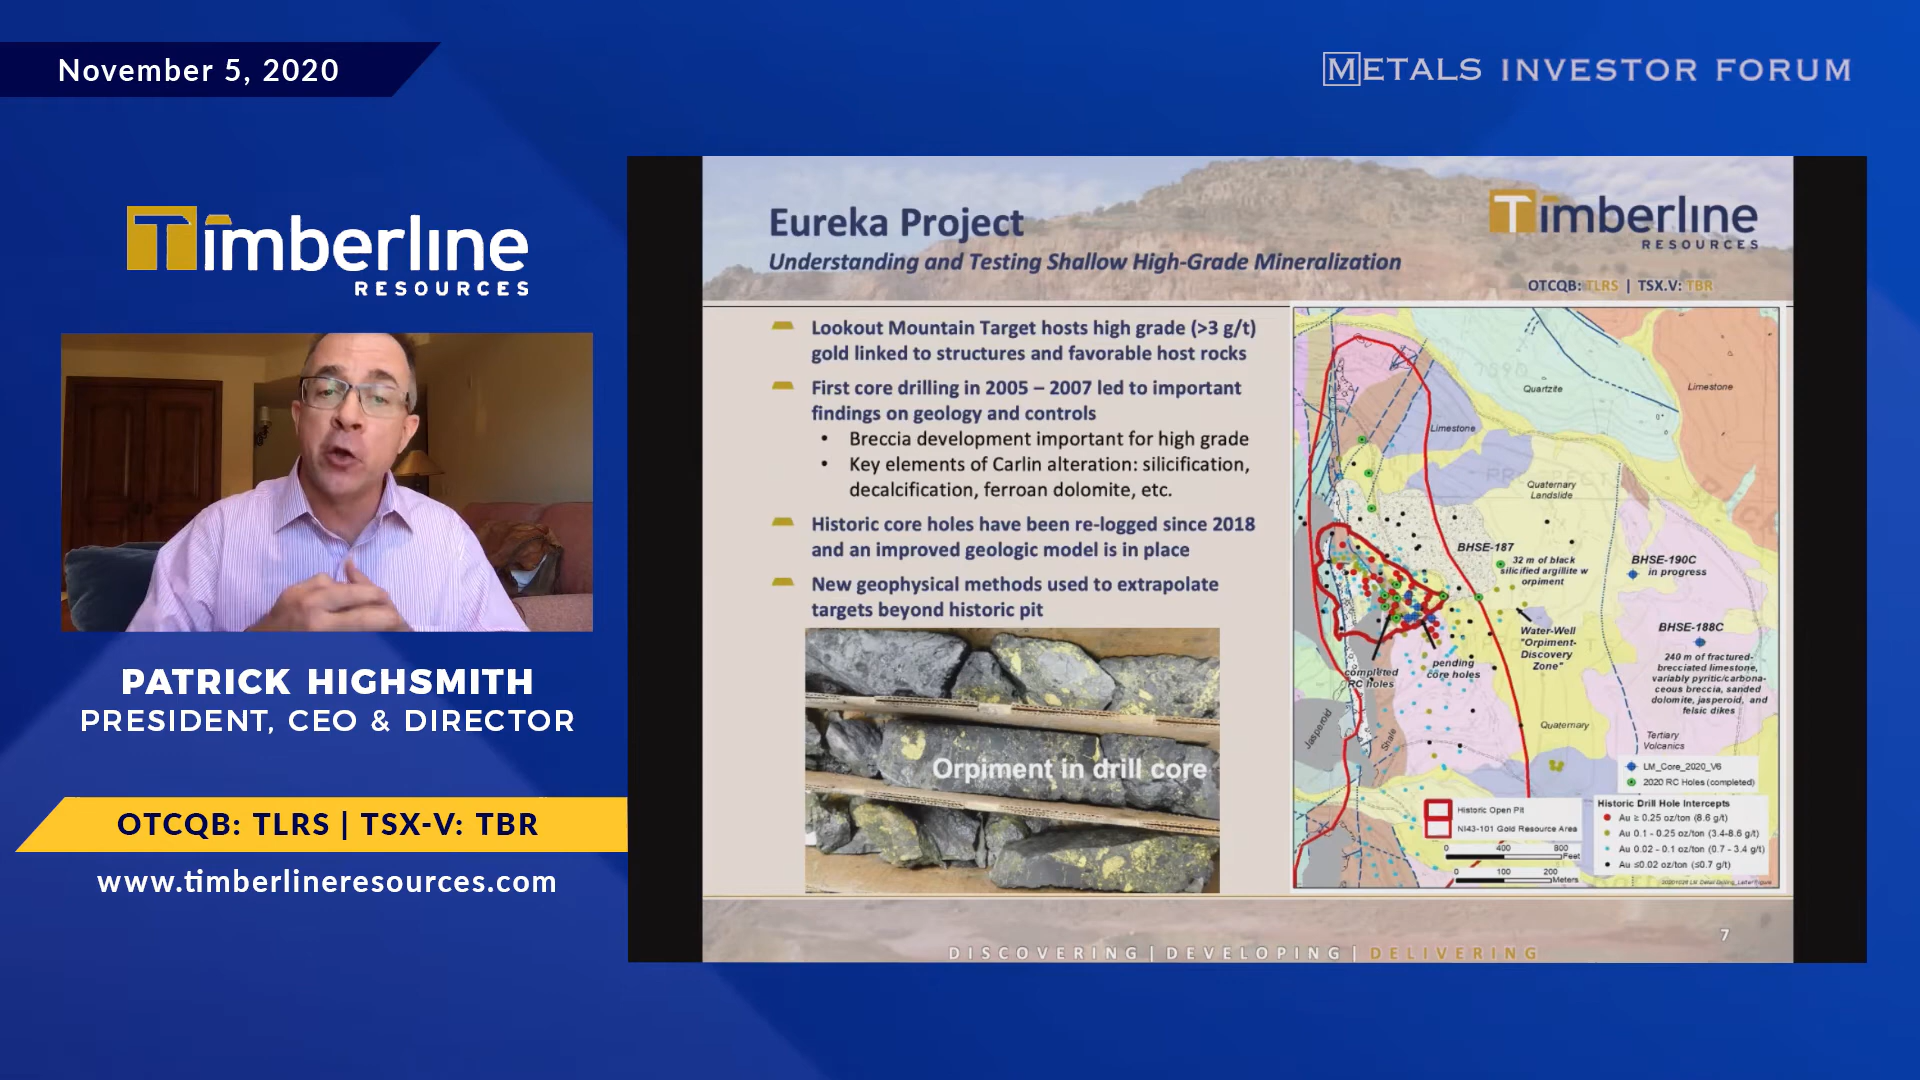 November 5, 2020
METALS INVESTOR FORUM
Timberline
RESOURCES
PATRICK HIGHSMITH
PRESIDENT, CEO & DIRECTOR
OTCQB: TLRS | TSX-V: TBR
www.timberlineresources.com
Eureka Project
Understanding and Testing Shallow High-Grade Mineralization
Timberline
RESOURCES
OTCQB: TLRS | TSX.V: TBR
Lookout Mountain Target hosts high grade (>3 g/t)
gold linked to structures and favorable host rocks
First core drilling in 2005 – 2007 led to important
findings on geology and controls
• Breccia development important for high grade
• Key elements of Carlin alteration: silicification,
decalcification, ferroan dolomite, etc.
Historic core holes have been re-logged since 2018
and an improved geologic model is in place
New geophysical methods used to extrapolate
targets beyond historic pit
Orpiment in drill core
Quartzite
Limestone
Limestone
Quaternary
Landslide
BHSE-187
32 m of black
silicified argillite w
orpiment
BHSE-190C
in progress
Water-Well
"Orpiment-
Discovery
Zone"
BHSE-188C
240 m of fractured-
brecciated limestone,
variably pyritic/carbona-
ceous breccia, sanded
dolomite, jasperoid, and
felsic dikes
completed
RC holes
pending
core holes
Jasperoid
Shale
Quaternary
Tertiary
Volcanics
LM_Core_2020_V6
2020 RC Holes (completed)
Historic Open Pit
NI43-101 Gold Resource Area
0 400 800
Feet
0 100 200
Meters
Historic Drill Hole Intercepts
Au ≥ 0.25 oz/ton (8.6 g/t)
Au 0.1 - 0.25 oz/ton (3.4-8.6 g/t)
Au 0.02 - 0.1 oz/ton (0.7 - 3.4 g/t)
Au ≤0.02 oz/ton (≤0.7 g/t)
7
DISCOVERING | DEVELOPING | DELIVERING